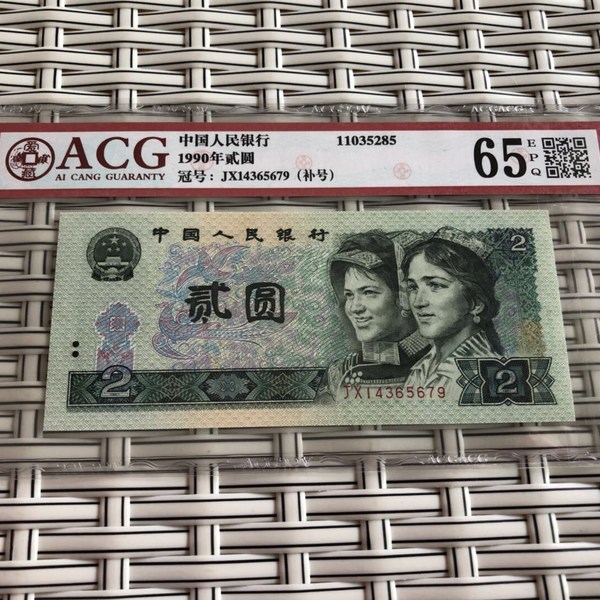 ACG
AI CANG GUARANTY
中国人民银行 11035285
1990年贰圆
冠号: JX14365679 (补号)
65 EPQ
中国人民银行
2
贰圆
2
JX14365679
2